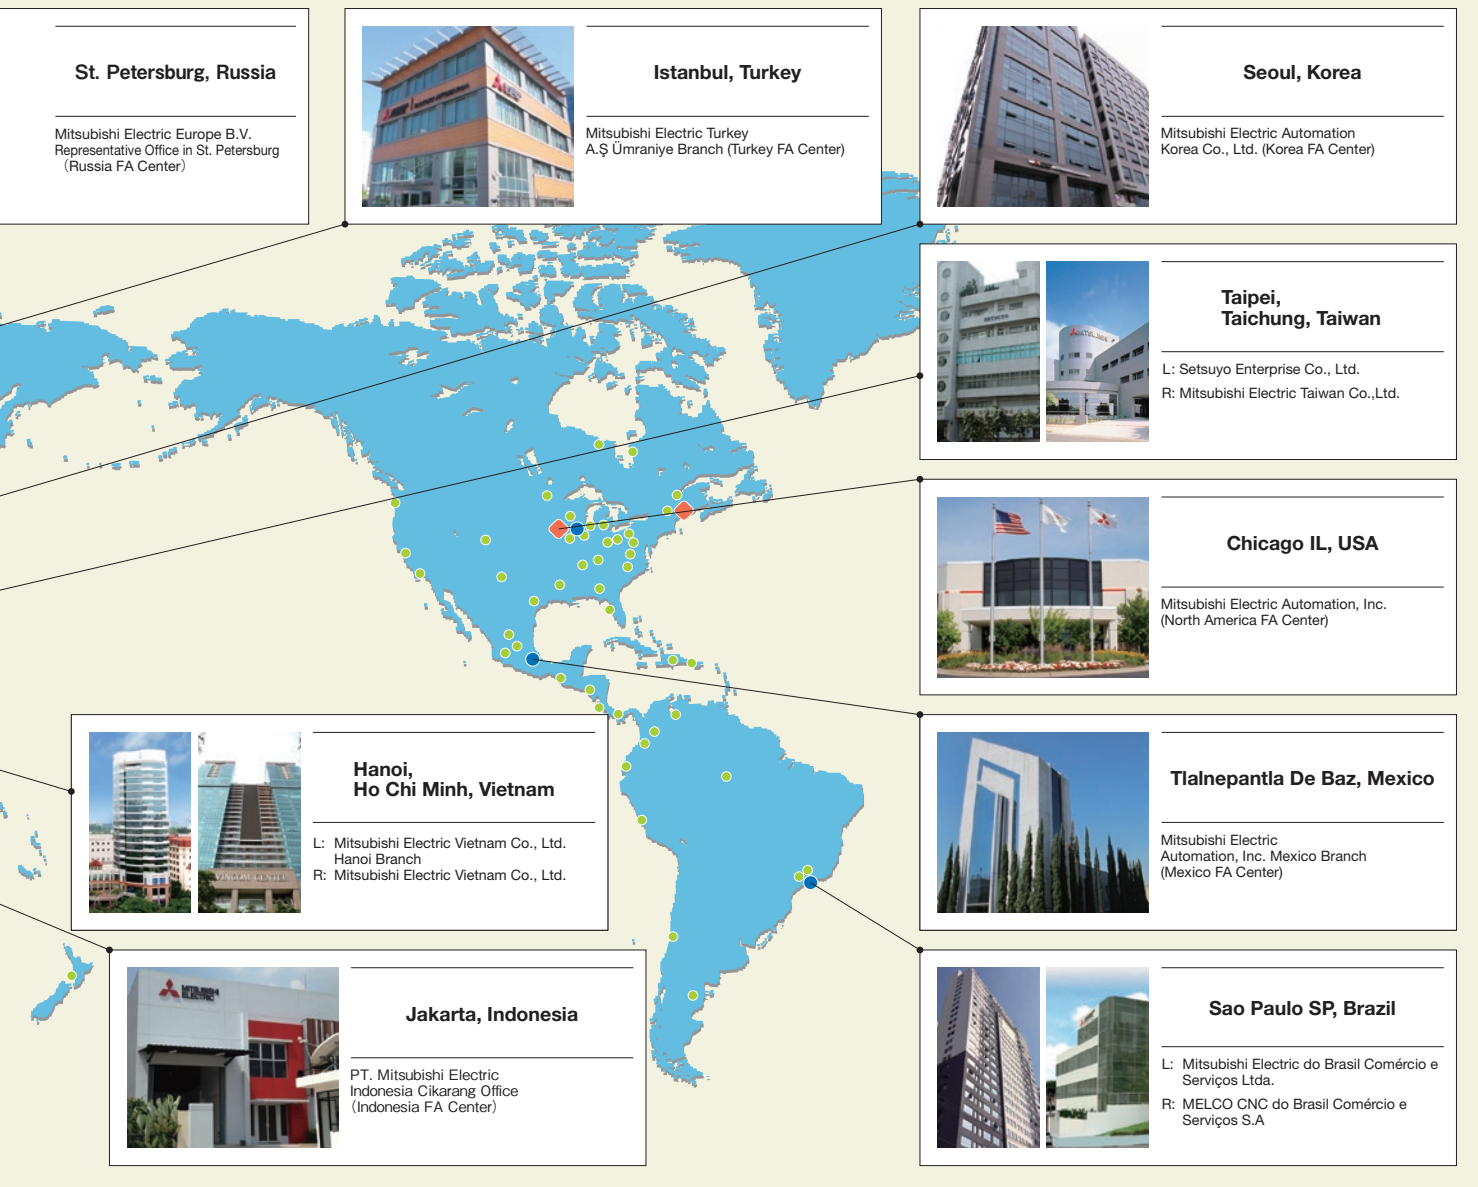 St. Petersburg, Russia
Mitsubishi Electric Europe B.V.
Representative Office in St. Petersburg
（Russia FA Center）
Istanbul, Turkey
Mitsubishi Electric Turkey
A.Ş Ümraniye Branch (Turkey FA Center)
Seoul, Korea
Mitsubishi Electric Automation
Korea Co., Ltd. (Korea FA Center)
Taipei,
Taichung, Taiwan
L: Setsuyo Enterprise Co., Ltd.
R: Mitsubishi Electric Taiwan Co.,Ltd.
Chicago IL, USA
Mitsubishi Electric Automation, Inc.
(North America FA Center)
Hanoi,
Ho Chi Minh, Vietnam
L: Mitsubishi Electric Vietnam Co., Ltd.
Hanoi Branch
R: Mitsubishi Electric Vietnam Co., Ltd.
VINCOM CENTER
Tlalnepantla De Baz, Mexico
Mitsubishi Electric
Automation, Inc. Mexico Branch
(Mexico FA Center)
Jakarta, Indonesia
PT. Mitsubishi Electric
Indonesia Cikarang Office
（Indonesia FA Center）
MITSUBISHI
ELECTRIC
Sao Paulo SP, Brazil
L: Mitsubishi Electric do Brasil Comércio e
Serviços Ltda.
R: MELCO CNC do Brasil Comércio e
Serviços S.A